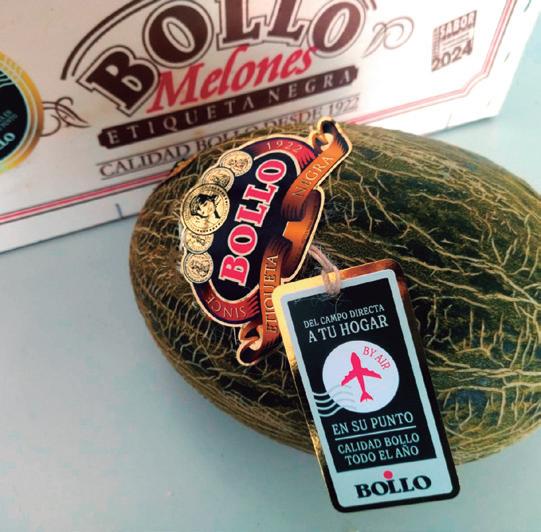 BOLLO
Melones
ETIQUETA NEGRA
CALIDAD BOLLO DESDE 1922
SABOR
2024
LO
1922
BOLLO
SINCE
ETIQUETA NEGRA
DEL CAMPO DIRECTA
A TU HOGAR
BY AIR
EN SU PUNTO
CALIDAD BOLLO
TODO EL AÑO
BOLLO